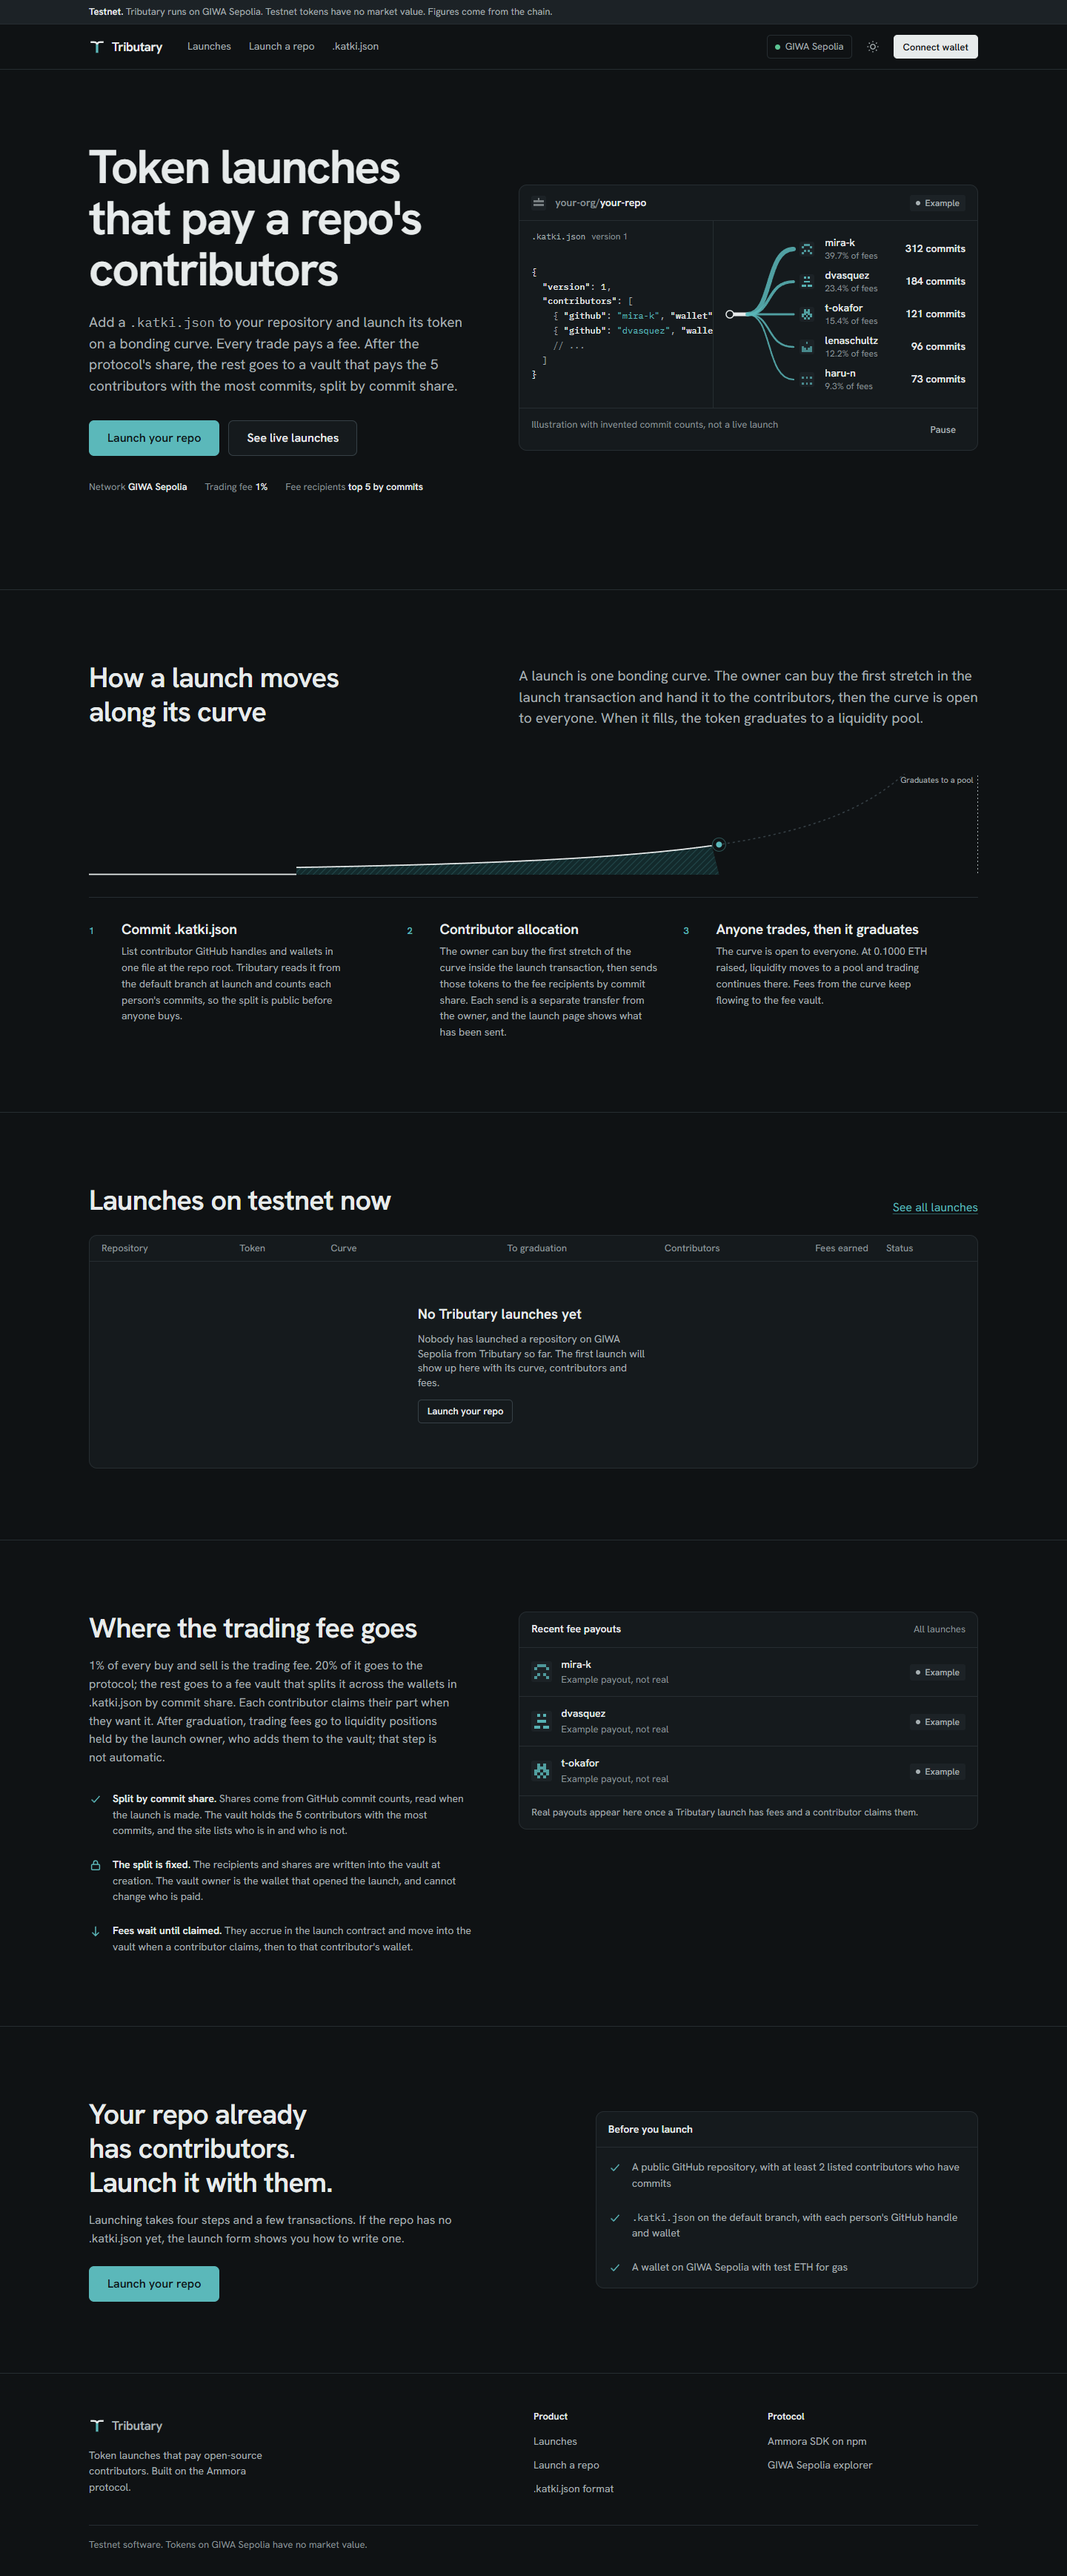 Testnet. Tributary runs on GIWA Sepolia. Testnet tokens have no market value. Figures come from the chain.
Tributary
Launches
Launch a repo
.katki.json
GIWA Sepolia
Connect wallet
Token launches
that pay a repo's
contributors
Add a .katki.json to your repository and launch its token
on a bonding curve. Every trade pays a fee. After the
protocol's share, the rest goes to a vault that pays the 5
contributors with the most commits, split by commit share.
Launch your repo
See live launches
Network GIWA Sepolia
Trading fee 1%
Fee recipients top 5 by commits
your-org/your-repo
Example
.katki.json version 1
{
"version": 1,
"contributors": [
{ "github": "mira-k", "wallet"
{ "github": "dvasquez", "walle
// ...
]
}
mira-k
39.7% of fees
312 commits
dvasquez
23.4% of fees
184 commits
t-okafor
15.4% of fees
121 commits
lenaschultz
12.2% of fees
96 commits
haru-n
9.3% of fees
73 commits
Illustration with invented commit counts, not a live launch
Pause
How a launch moves
along its curve
A launch is one bonding curve. The owner can buy the first stretch in the
launch transaction and hand it to the contributors, then the curve is open
to everyone. When it fills, the token graduates to a liquidity pool.
Graduates to a pool
1
Commit .katki.json
List contributor GitHub handles and wallets in
one file at the repo root. Tributary reads it from
the default branch at launch and counts each
person's commits, so the split is public before
anyone buys.
2
Contributor allocation
The owner can buy the first stretch of the
curve inside the launch transaction, then sends
those tokens to the fee recipients by commit
share. Each send is a separate transfer from
the owner, and the launch page shows what
has been sent.
3
Anyone trades, then it graduates
The curve is open to everyone. At 0.1000 ETH
raised, liquidity moves to a pool and trading
continues there. Fees from the curve keep
flowing to the fee vault.
Launches on testnet now
See all launches
Repository
Token
Curve
To graduation
Contributors
Fees earned
Status
No Tributary launches yet
Nobody has launched a repository on GIWA
Sepolia from Tributary so far. The first launch will
show up here with its curve, contributors and
fees.
Launch your repo
Where the trading fee goes
1% of every buy and sell is the trading fee. 20% of it goes to the
protocol; the rest goes to a fee vault that splits it across the wallets in
.katki.json by commit share. Each contributor claims their part when
they want it. After graduation, trading fees go to liquidity positions
held by the launch owner, who adds them to the vault; that step is
not automatic.
Split by commit share. Shares come from GitHub commit counts, read when
the launch is made. The vault holds the 5 contributors with the most
commits, and the site lists who is in and who is not.
The split is fixed. The recipients and shares are written into the vault at
creation. The vault owner is the wallet that opened the launch, and cannot
change who is paid.
Fees wait until claimed. They accrue in the launch contract and move into the
vault when a contributor claims, then to that contributor's wallet.
Recent fee payouts
All launches
mira-k
Example payout, not real
Example
dvasquez
Example payout, not real
Example
t-okafor
Example payout, not real
Example
Real payouts appear here once a Tributary launch has fees and a contributor claims them.
Your repo already
has contributors.
Launch it with them.
Launching takes four steps and a few transactions. If the repo has no
.katki.json yet, the launch form shows you how to write one.
Launch your repo
Before you launch
A public GitHub repository, with at least 2 listed contributors who have
commits
.katki.json on the default branch, with each person's GitHub handle
and wallet
A wallet on GIWA Sepolia with test ETH for gas
Tributary
Token launches that pay open-source
contributors. Built on the Ammora
protocol.
Product
Launches
Launch a repo
.katki.json format
Protocol
Ammora SDK on npm
GIWA Sepolia explorer
Testnet software. Tokens on GIWA Sepolia have no market value.